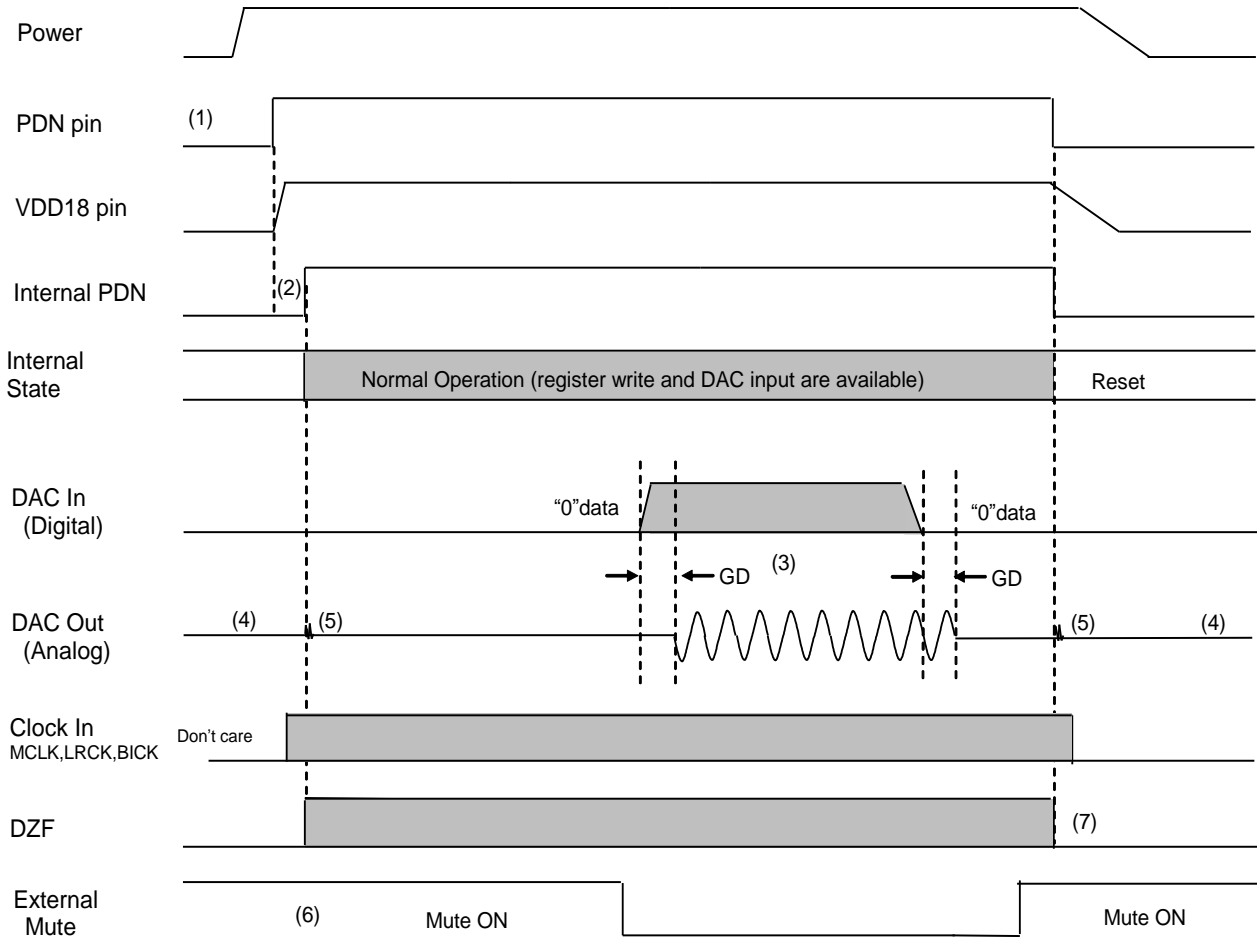 Power
PDN pin
(1)
VDD18 pin
Internal PDN
(2)
Internal
State
Normal Operation (register write and DAC input are available)
Reset
DAC In
(Digital)
“0”data
“0”data
(3)
GD
GD
DAC Out
(Analog)
(4)
(5)
(5)
(4)
Clock In
MCLK,LRCK,BICK
Don’t care
DZF
(7)
External
Mute
(6)
Mute ON
Mute ON